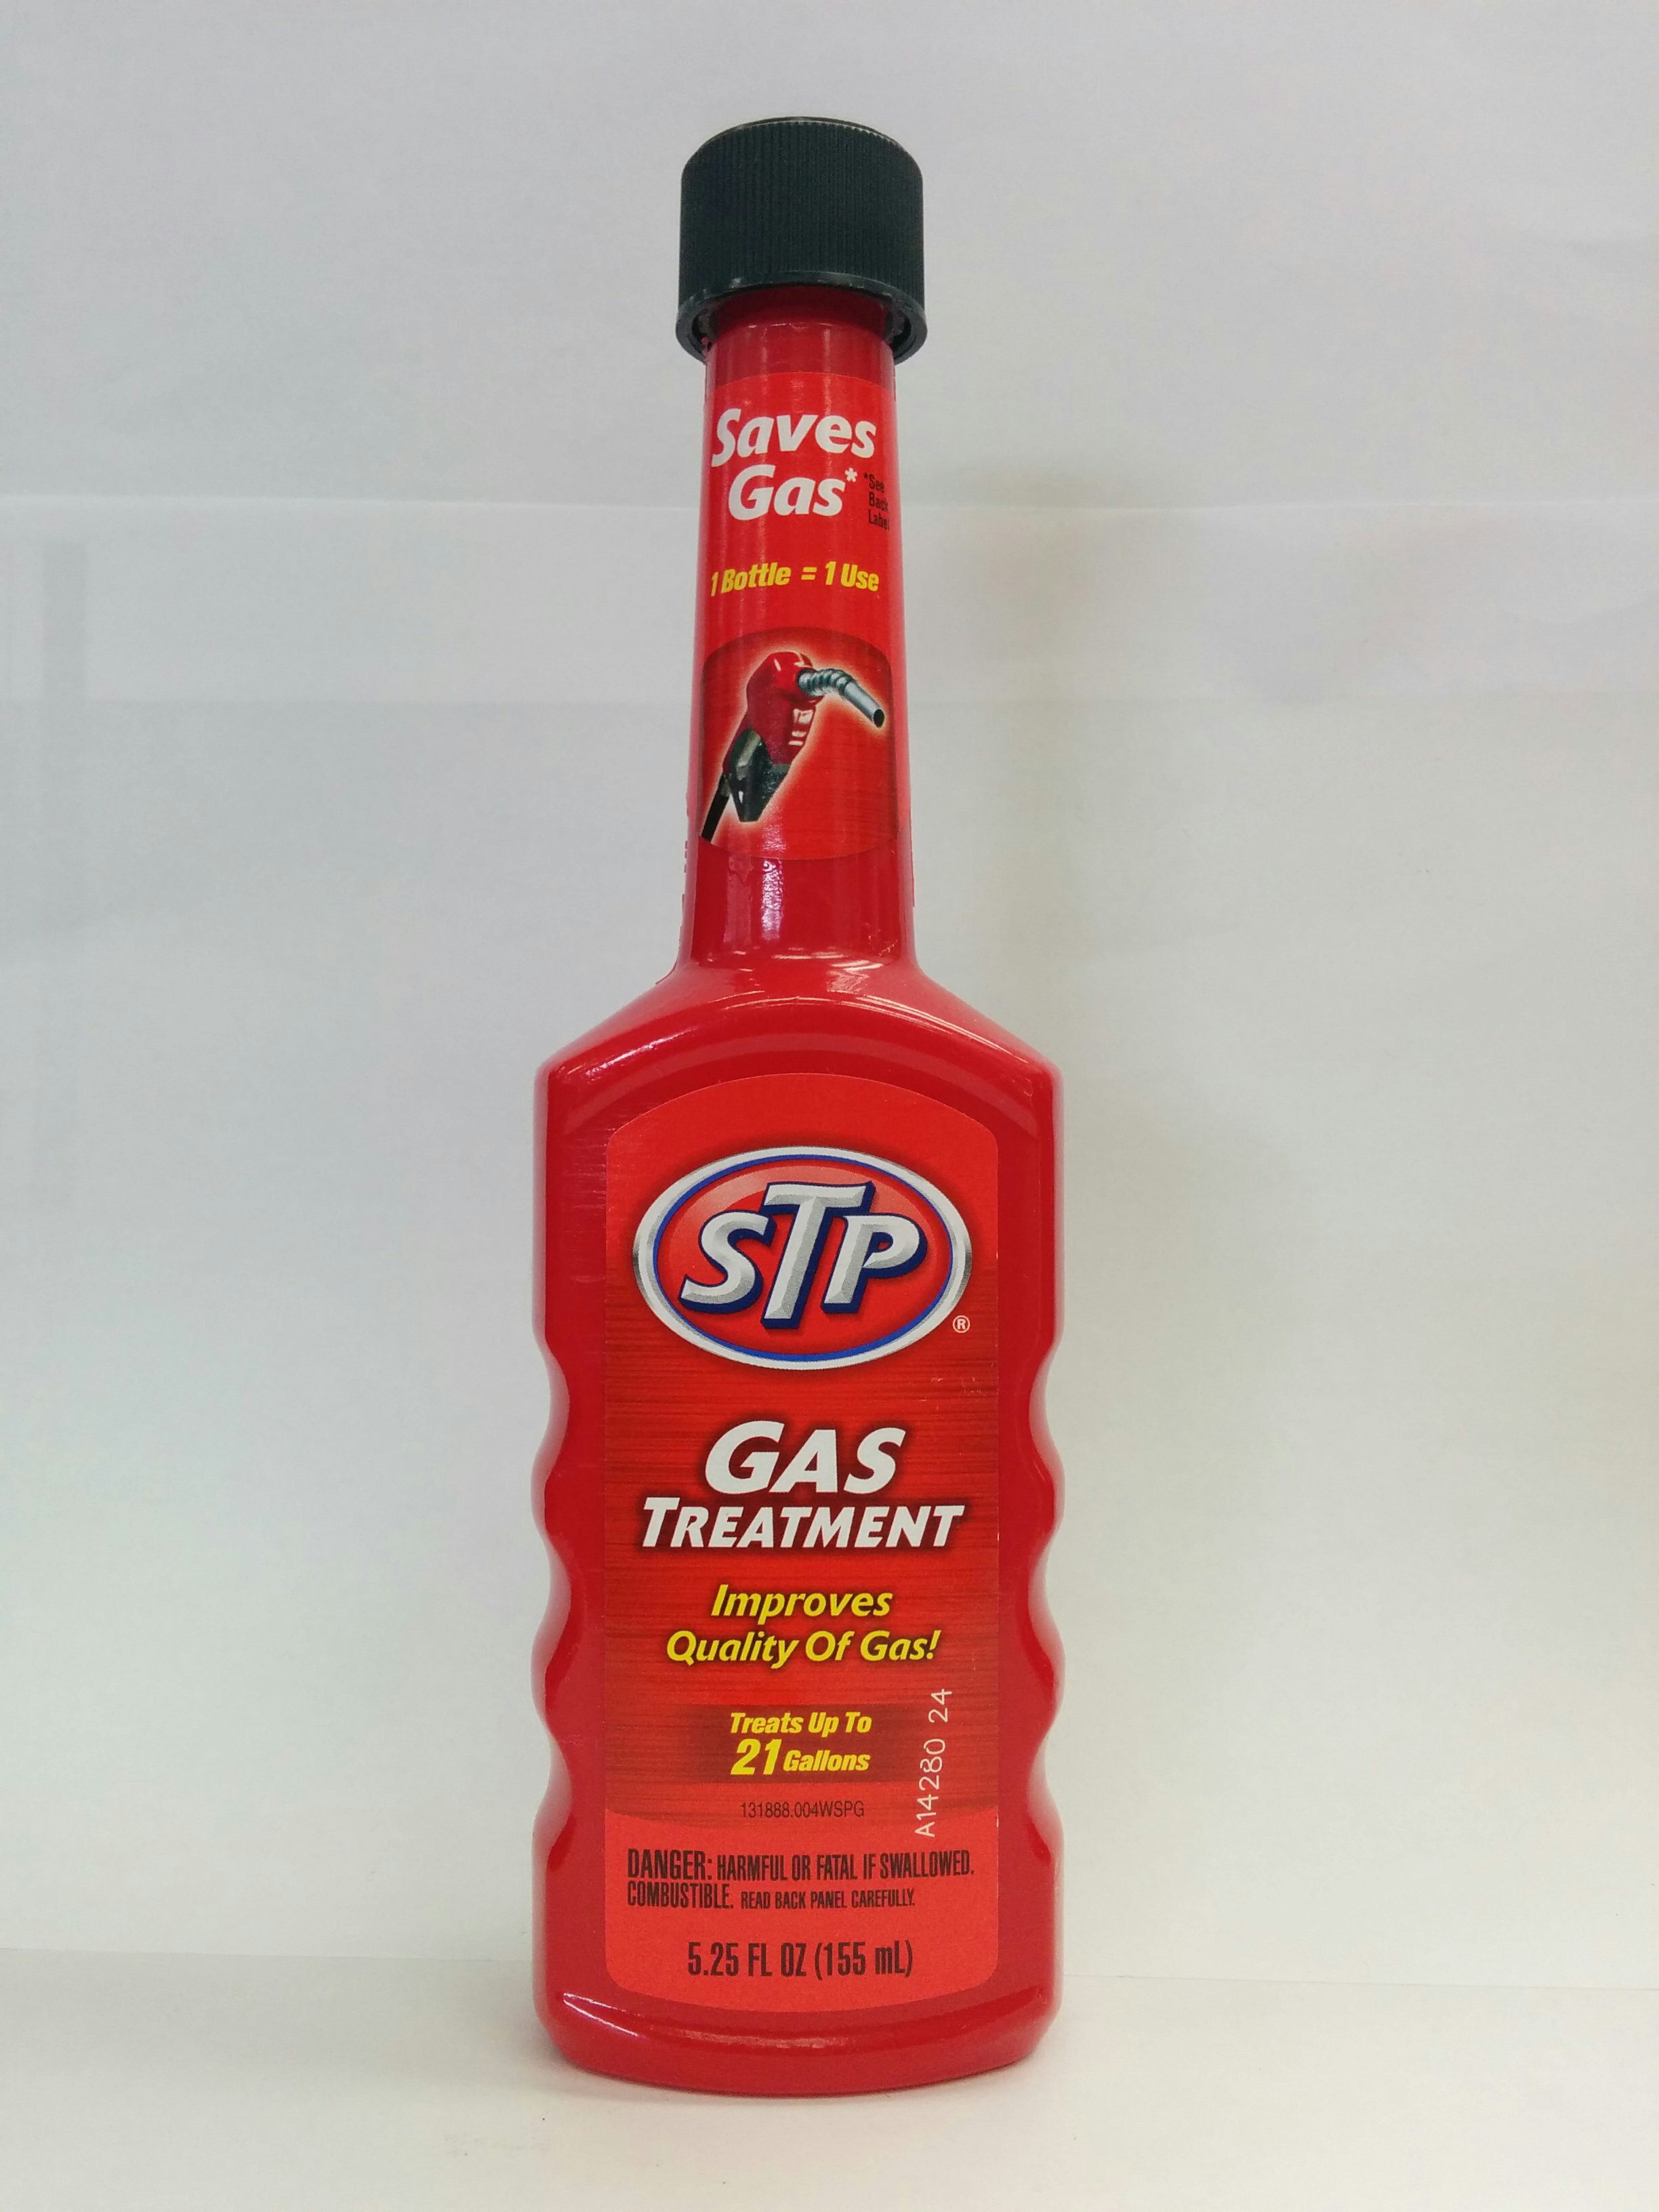 Saves
Gas*
*See
Back
Label
1 Bottle = 1 Use
STP
®
GAS
TREATMENT
Improves
Quality Of Gas!
Treats Up To
21 Gallons
A14280 24
131888.004WSPG
DANGER: HARMFUL OR FATAL IF SWALLOWED.
COMBUSTIBLE. READ BACK PANEL CAREFULLY.
5.25 FL OZ (155 mL)